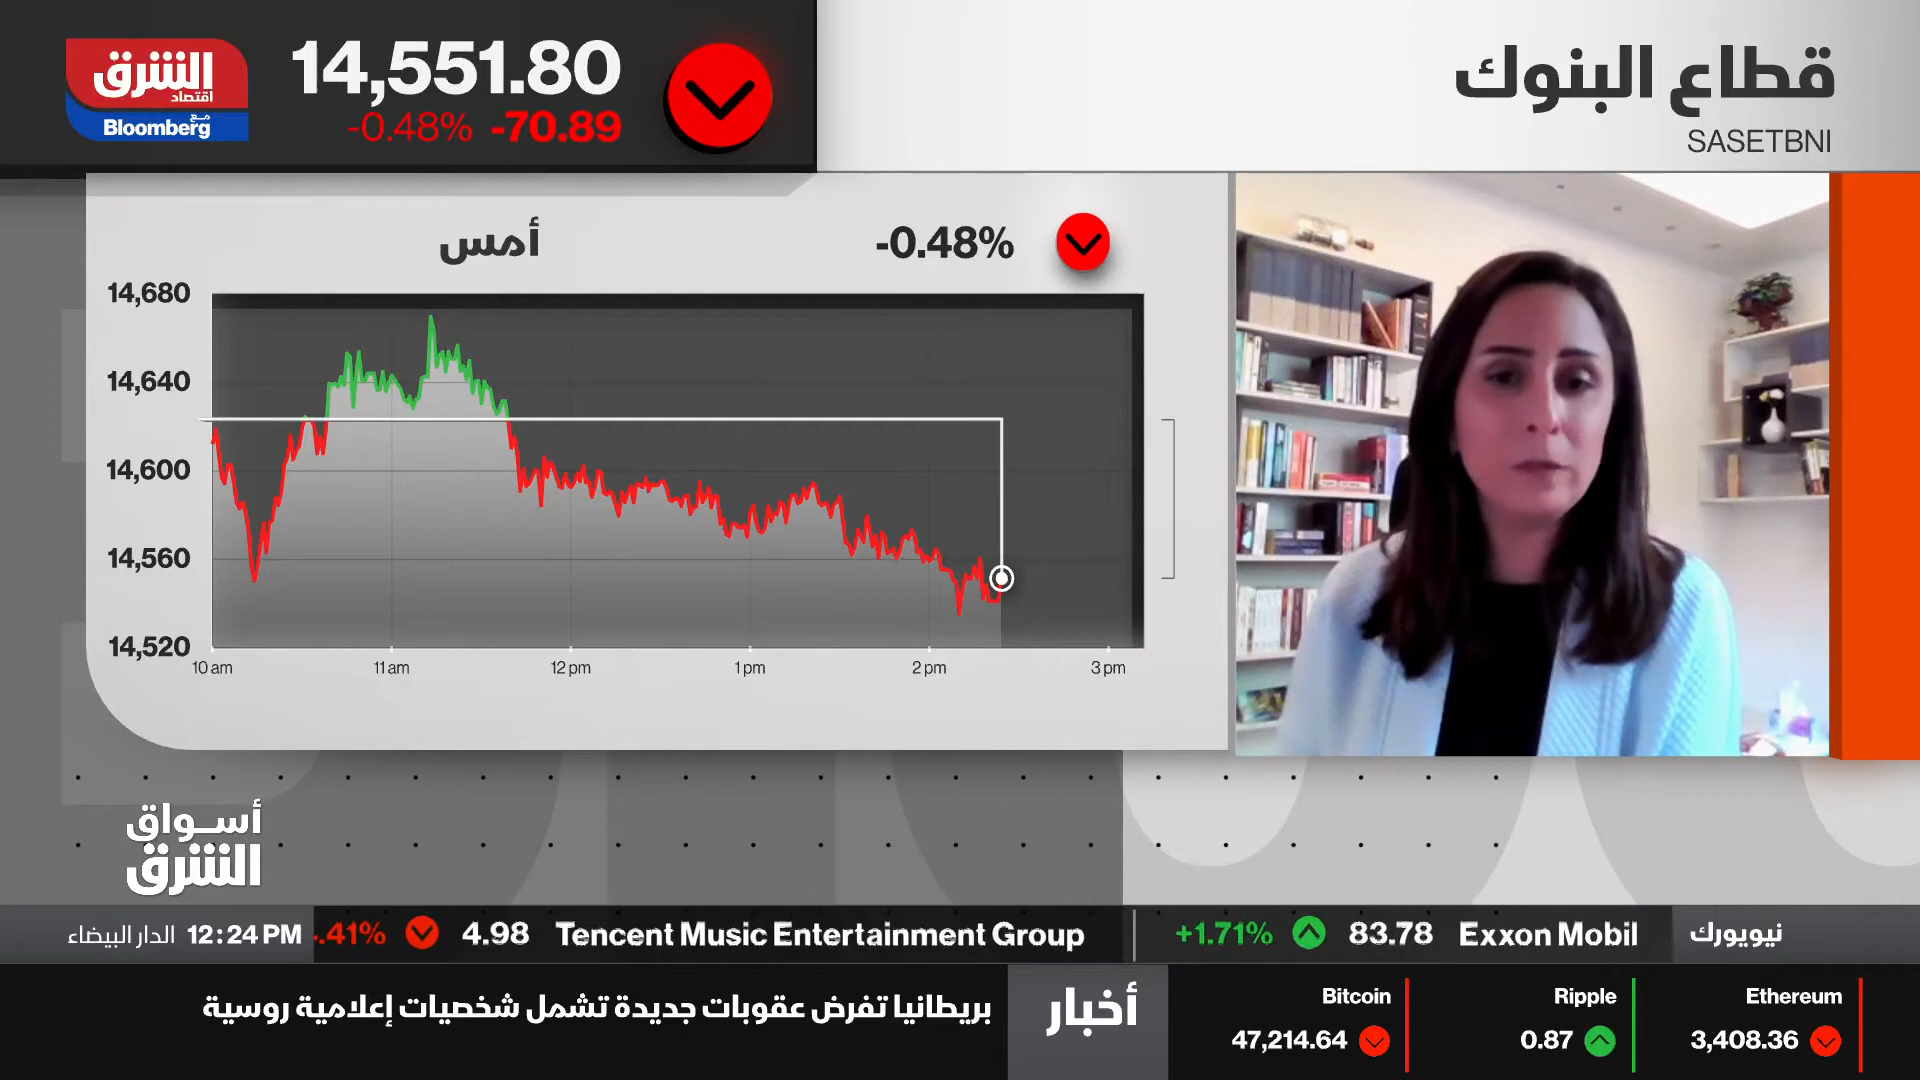 الشرق
اقتصاد
مع
Bloomberg
14,551.80
-0.48% -70.89
قطاع البنوك
SASETBNI
أمس
-0.48%
14,680
14,640
14,600
14,560
14,520
10 am
11 am
12 pm
1 pm
2 pm
3 pm
أسواق
الشرق
الدار البيضاء 12:24 PM
.41% 4.98 Tencent Music Entertainment Group
+1.71% 83.78 Exxon Mobil
نيويورك
بريطانيا تفرض عقوبات جديدة تشمل شخصيات إعلامية روسية
أخبار
Bitcoin
47,214.64
Ripple
0.87
Ethereum
3,408.36